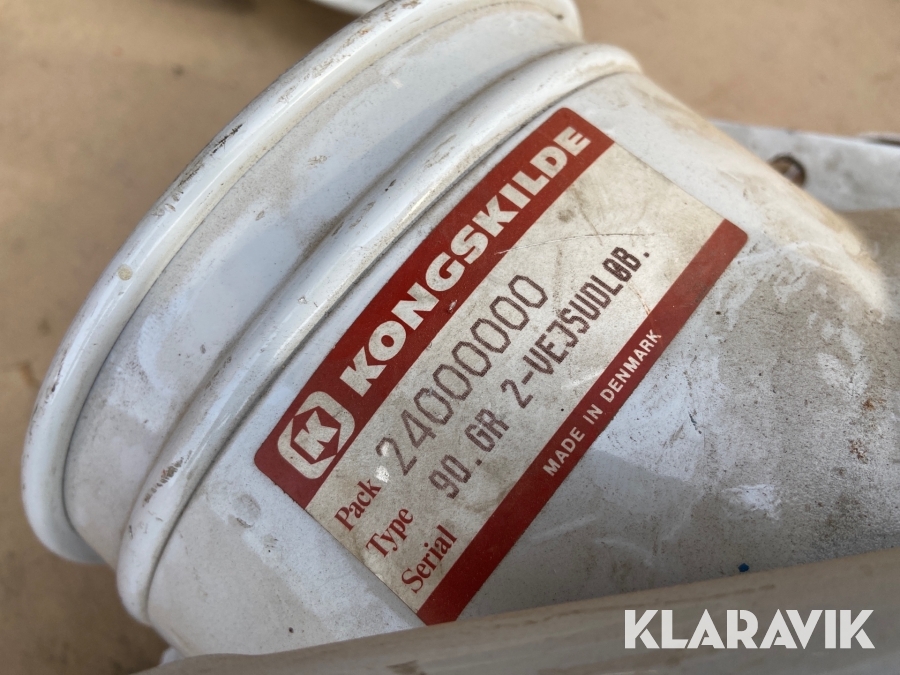 K KONGSKILDE
Pack 24000000
Type 90.GR 2-VEJSUDLØB.
Serial
MADE IN DENMARK
KLARAVIK